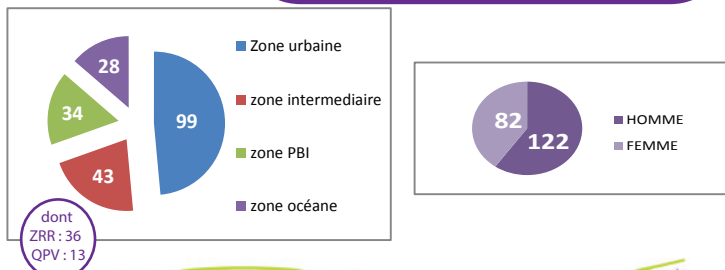 Zone urbaine
zone intermediaire
zone PBI
zone océane
99
43
34
28
dont
ZRR : 36
QPV : 13
82
122
HOMME
FEMME